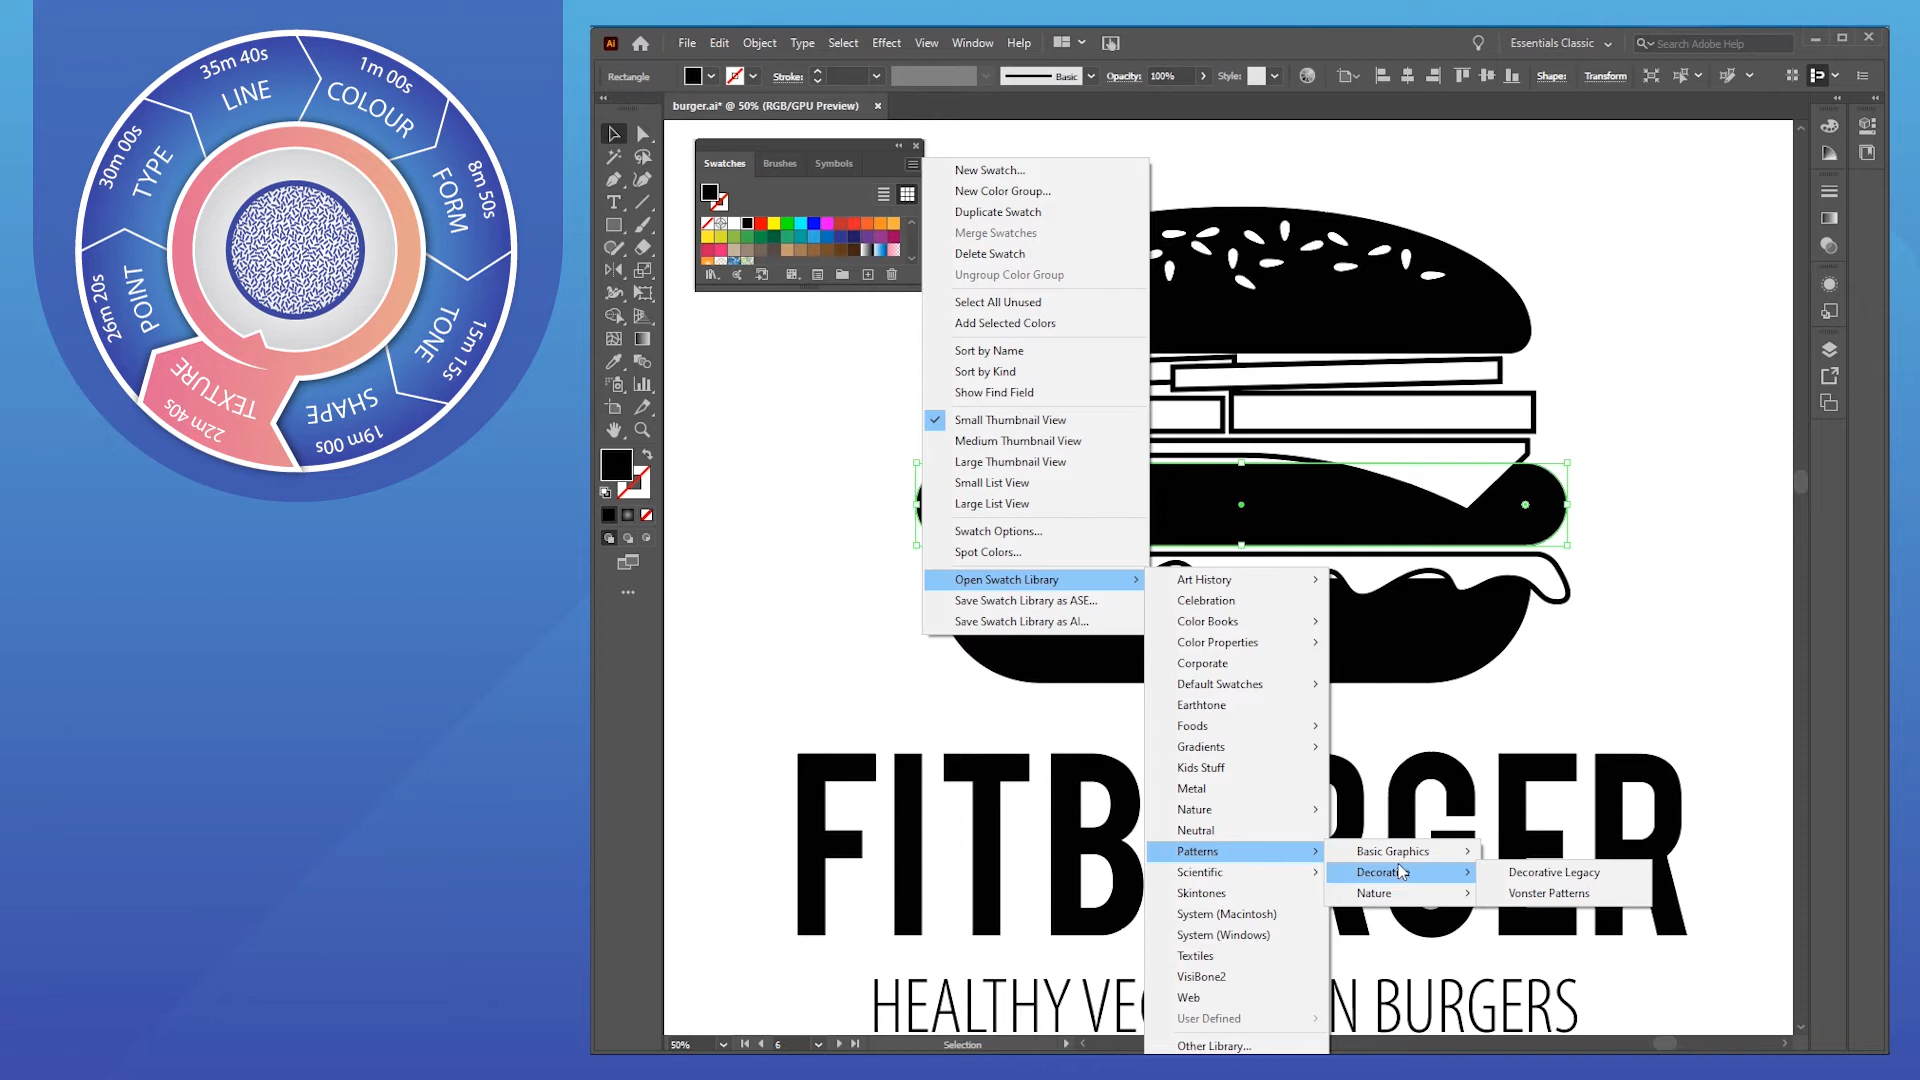 35m 40s
LINE
1m 00s
COLOUR
8m 50s
FORM
15m 15s
TONE
19m 00s
SHAPE
22m 40s
TEXTURE
26m 20s
POINT
30m 00s
TYPE
Ai File Edit Object Type Select Effect View Window Help Essentials Classic Search Adobe Help
Rectangle Stroke: Basic Opacity: 100% Style: Shape: Transform
burger.ai* @ 50% (RGB/GPU Preview)
Swatches Brushes Symbols
New Swatch...
New Color Group...
Duplicate Swatch
Merge Swatches
Delete Swatch
Ungroup Color Group
Select All Unused
Add Selected Colors
Sort by Name
Sort by Kind
Show Find Field
Small Thumbnail View
Medium Thumbnail View
Large Thumbnail View
Small List View
Large List View
Swatch Options...
Spot Colors...
Open Swatch Library
Save Swatch Library as ASE...
Save Swatch Library as AI...
Art History
Celebration
Color Books
Color Properties
Corporate
Default Swatches
Earthtone
Foods
Gradients
Kids Stuff
Metal
Nature
Neutral
Patterns
Scientific
Skintones
System (Macintosh)
System (Windows)
Textiles
VisiBone2
Web
User Defined
Other Library...
Basic Graphics
Decorative
Nature
Decorative Legacy
Vonster Patterns
FITB RGER
HEALTHY VEG N BURGERS
50% 6 Selection